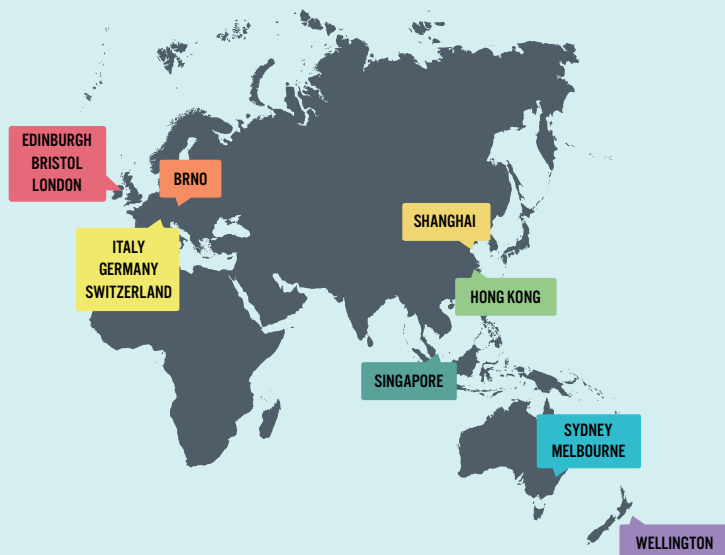 EDINBURGH
BRISTOL
LONDON
BRNO
ITALY
GERMANY
SWITZERLAND
SHANGHAI
HONG KONG
SINGAPORE
SYDNEY
MELBOURNE
WELLINGTON